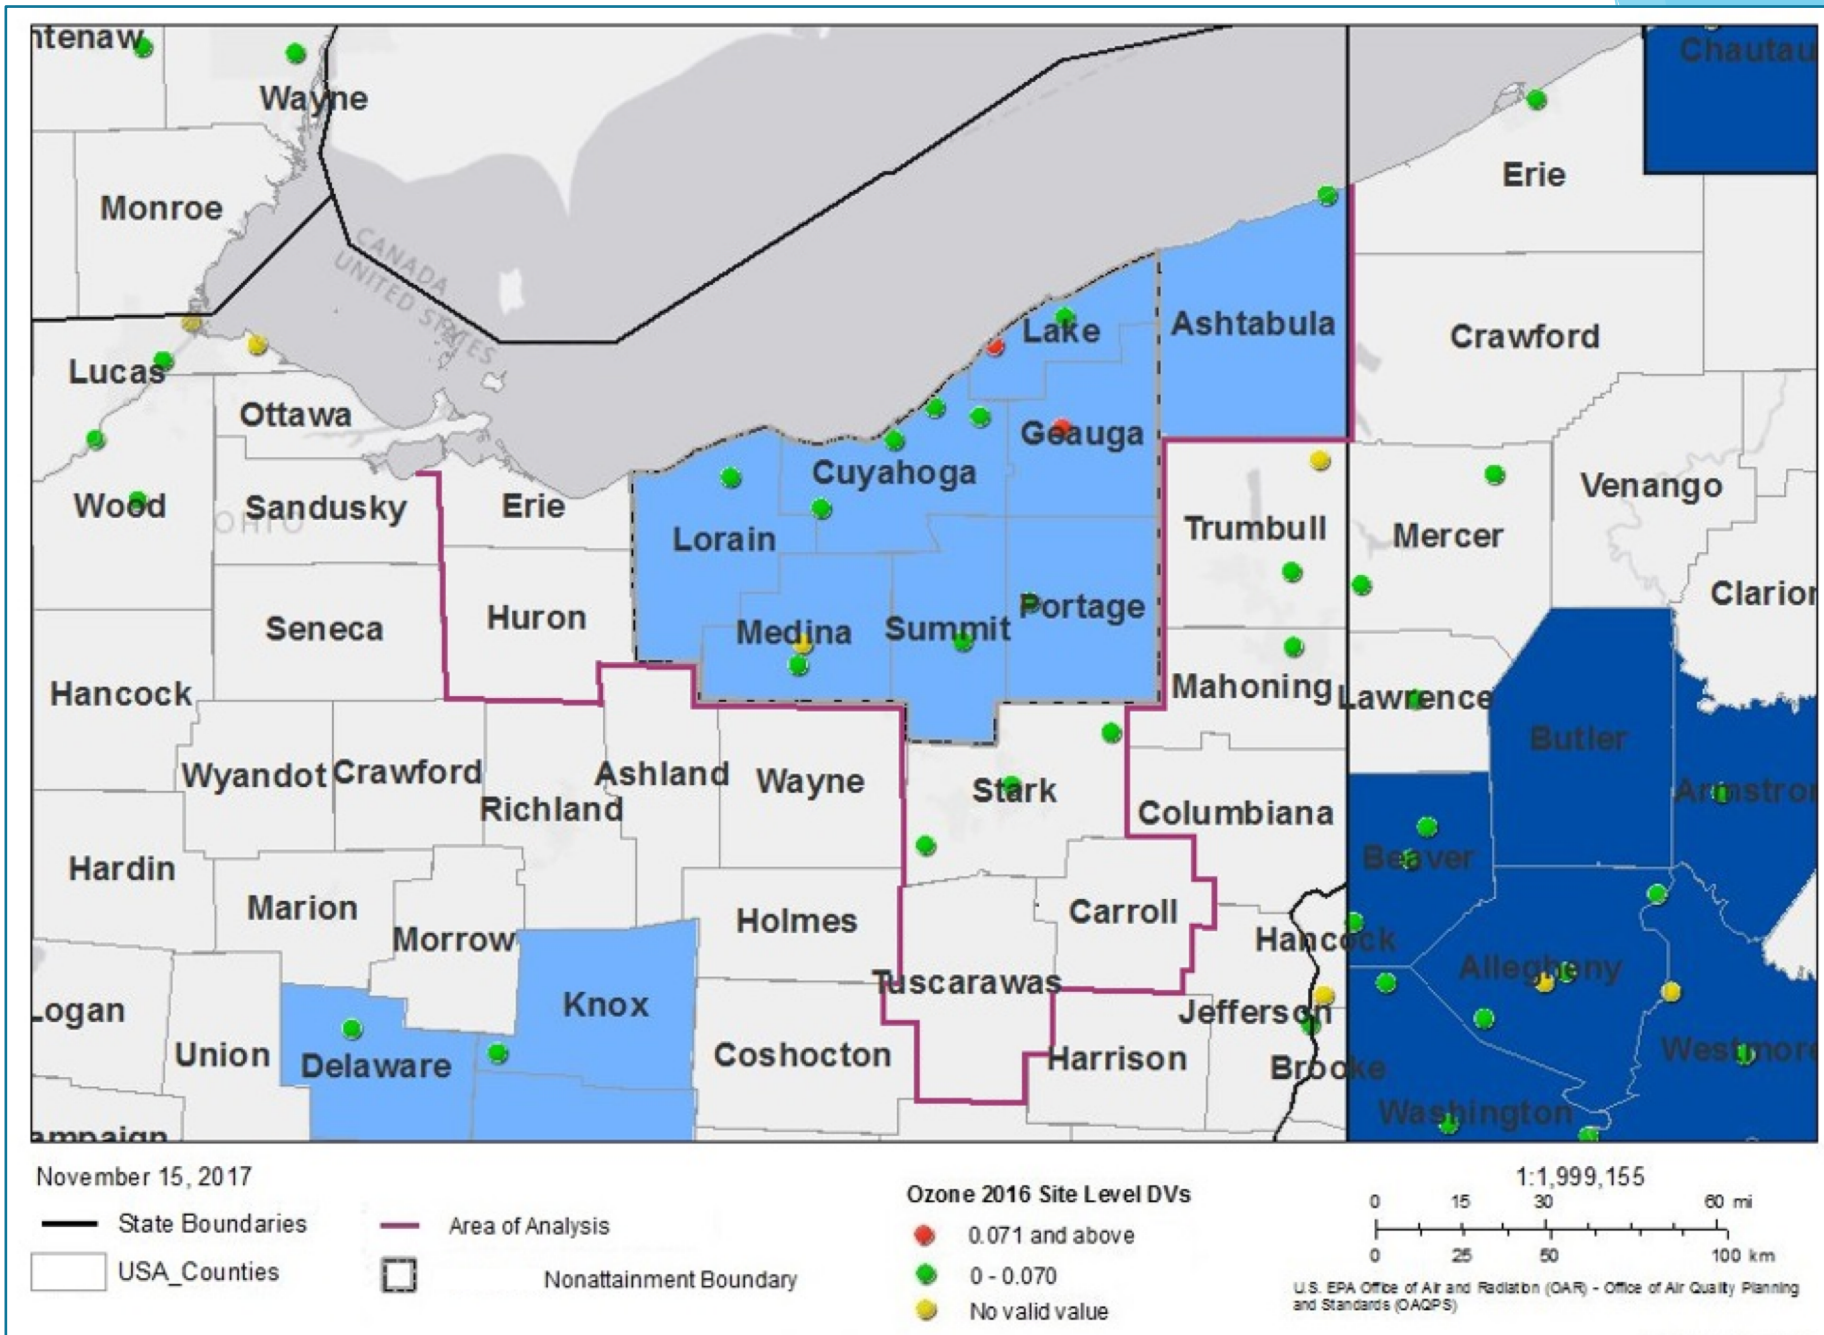 ntenaw
Wayne
Chautau
Erie
Monroe
CANADA
UNITED STATES
Lake
Ashtabula
Crawford
Lucas
Ottawa
Geauga
Cuyahoga
Venango
Wood
Sandusky
Erie
OHIO
Lorain
Trumbull
Mercer
Clarion
Seneca
Huron
Medina
Summit
Portage
Hancock
Mahoning
Lawrence
Butler
Wyandot
Crawford
Richland
Ashland
Wayne
Stark
Columbiana
Armstron
Beaver
Hardin
Marion
Morrow
Holmes
Carroll
Hancock
Allegheny
Logan
Knox
Tuscarawas
Jefferson
Union
Delaware
Coshocton
Harrison
Brooke
Westmore
Washington
ampaign
November 15, 2017
State Boundaries
USA_Counties
Area of Analysis
Nonattainment Boundary
Ozone 2016 Site Level DVs
0.071 and above
0 - 0.070
No valid value
1:1,999,155
0 15 30 60 mi
0 25 50 100 km
U.S. EPA Office of Air and Radiation (OAR) - Office of Air Quality Planning
and Standards (OAQPS)